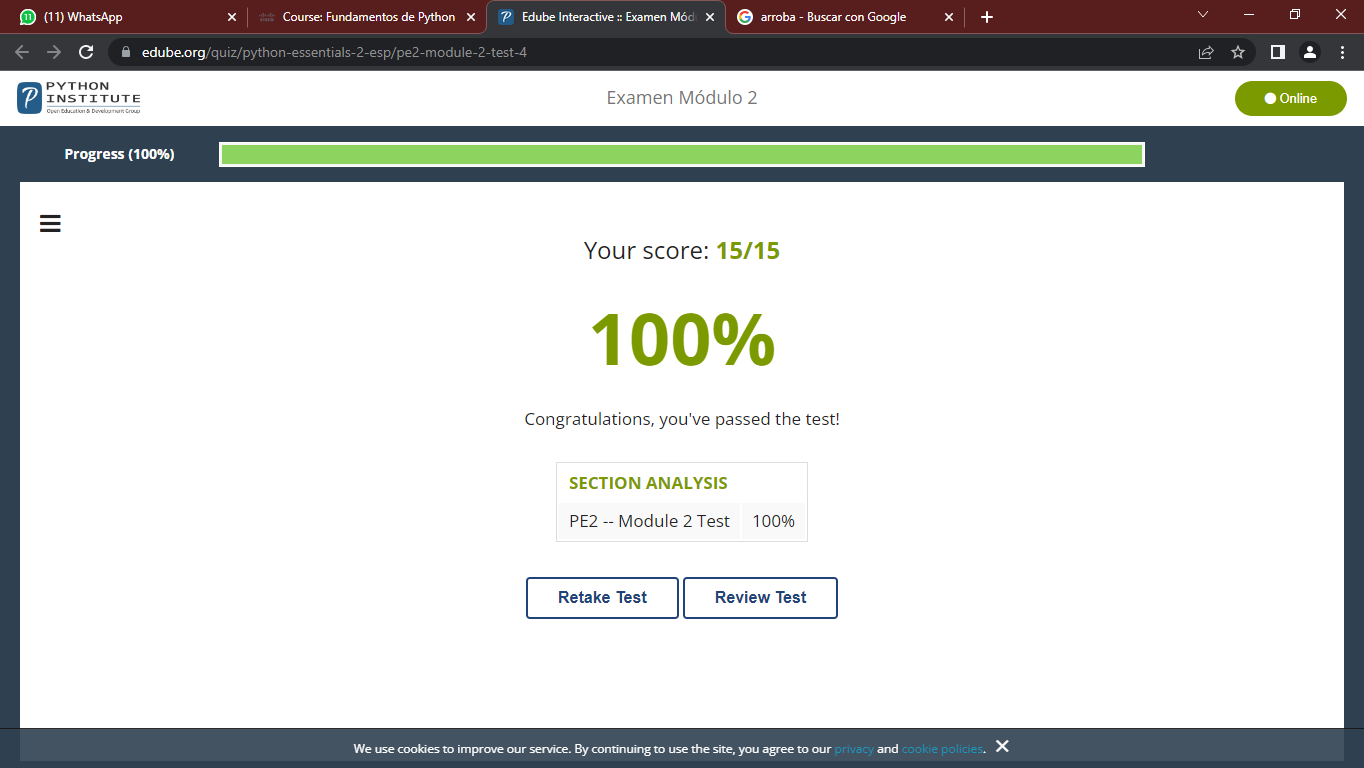 11 (11) WhatsApp
Course: Fundamentos de Python
Edube Interactive :: Examen Mód
arroba - Buscar con Google
edube.org/quiz/python-essentials-2-esp/pe2-module-2-test-4
PYTHON
INSTITUTE
Open Education & Development Group
Examen Módulo 2
Online
Progress (100%)
Your score: 15/15
100%
Congratulations, you've passed the test!
SECTION ANALYSIS
PE2 -- Module 2 Test 100%
Retake Test Review Test
We use cookies to improve our service. By continuing to use the site, you agree to our privacy and cookie policies.